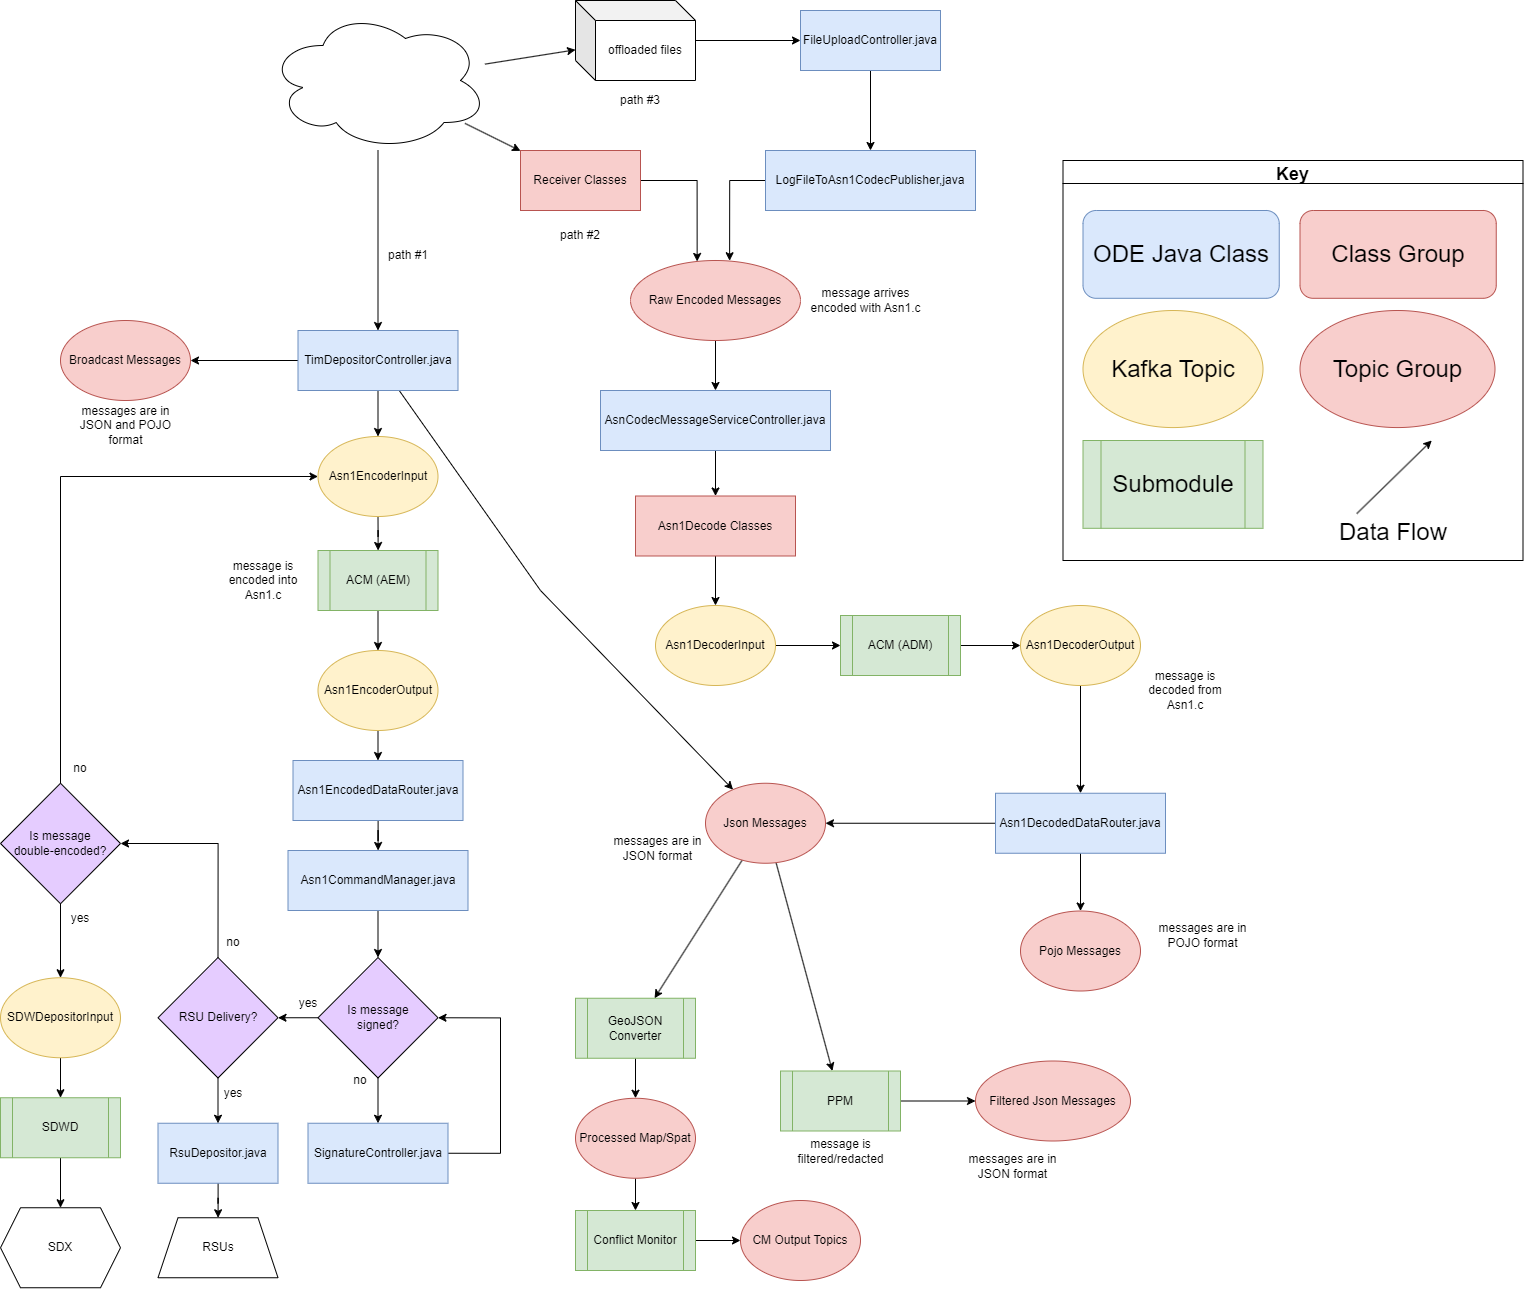 offloaded files
FileUploadController.java
path #3
Receiver Classes
LogFileToAsn1CodecPublisher,java
path #2
path #1
Key
ODE Java Class
Class Group
Kafka Topic
Topic Group
Submodule
Data Flow
Raw Encoded Messages
message arrives
encoded with Asn1.c
Broadcast Messages
messages are in
JSON and POJO
format
TimDepositorController.java
AsnCodecMessageServiceController.java
Asn1EncoderInput
Asn1Decode Classes
message is
encoded into
Asn1.c
ACM (AEM)
Asn1DecoderInput
ACM (ADM)
Asn1DecoderOutput
message is
decoded from
Asn1.c
Asn1EncoderOutput
Asn1EncodedDataRouter.java
no
Is message
double-encoded?
yes
Json Messages
messages are in
JSON format
Asn1DecodedDataRouter.java
Asn1CommandManager.java
messages are in
POJO format
Pojo Messages
no
SDWDepositorInput
RSU Delivery?
yes
Is message
signed?
no
yes
GeoJSON
Converter
PPM
message is
filtered/redacted
Filtered Json Messages
messages are in
JSON format
SDWD
RsuDepositor.java
SignatureController.java
Processed Map/Spat
SDX
RSUs
Conflict Monitor
CM Output Topics